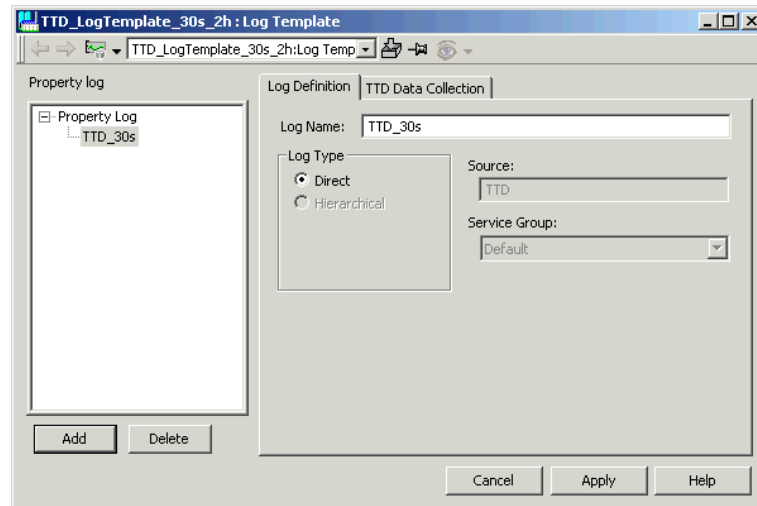 TTD_LogTemplate_30s_2h : Log Template
TTD_LogTemplate_30s_2h:Log Temp
Property log
Log Definition
TTD Data Collection
Property Log
TTD_30s
Log Name:
TTD_30s
Log Type
Direct
Hierarchical
Source:
TTD
Service Group:
Default
Add
Delete
Cancel
Apply
Help